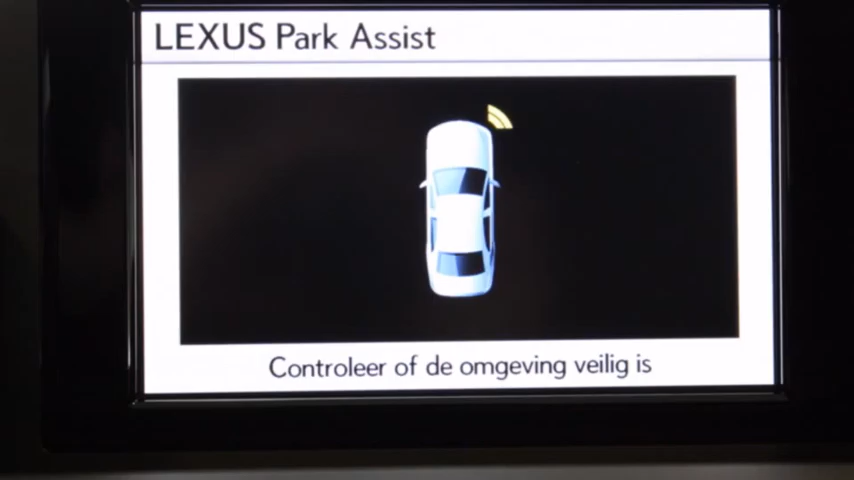 LEXUS Park Assist
Controleer of de omgeving veilig is